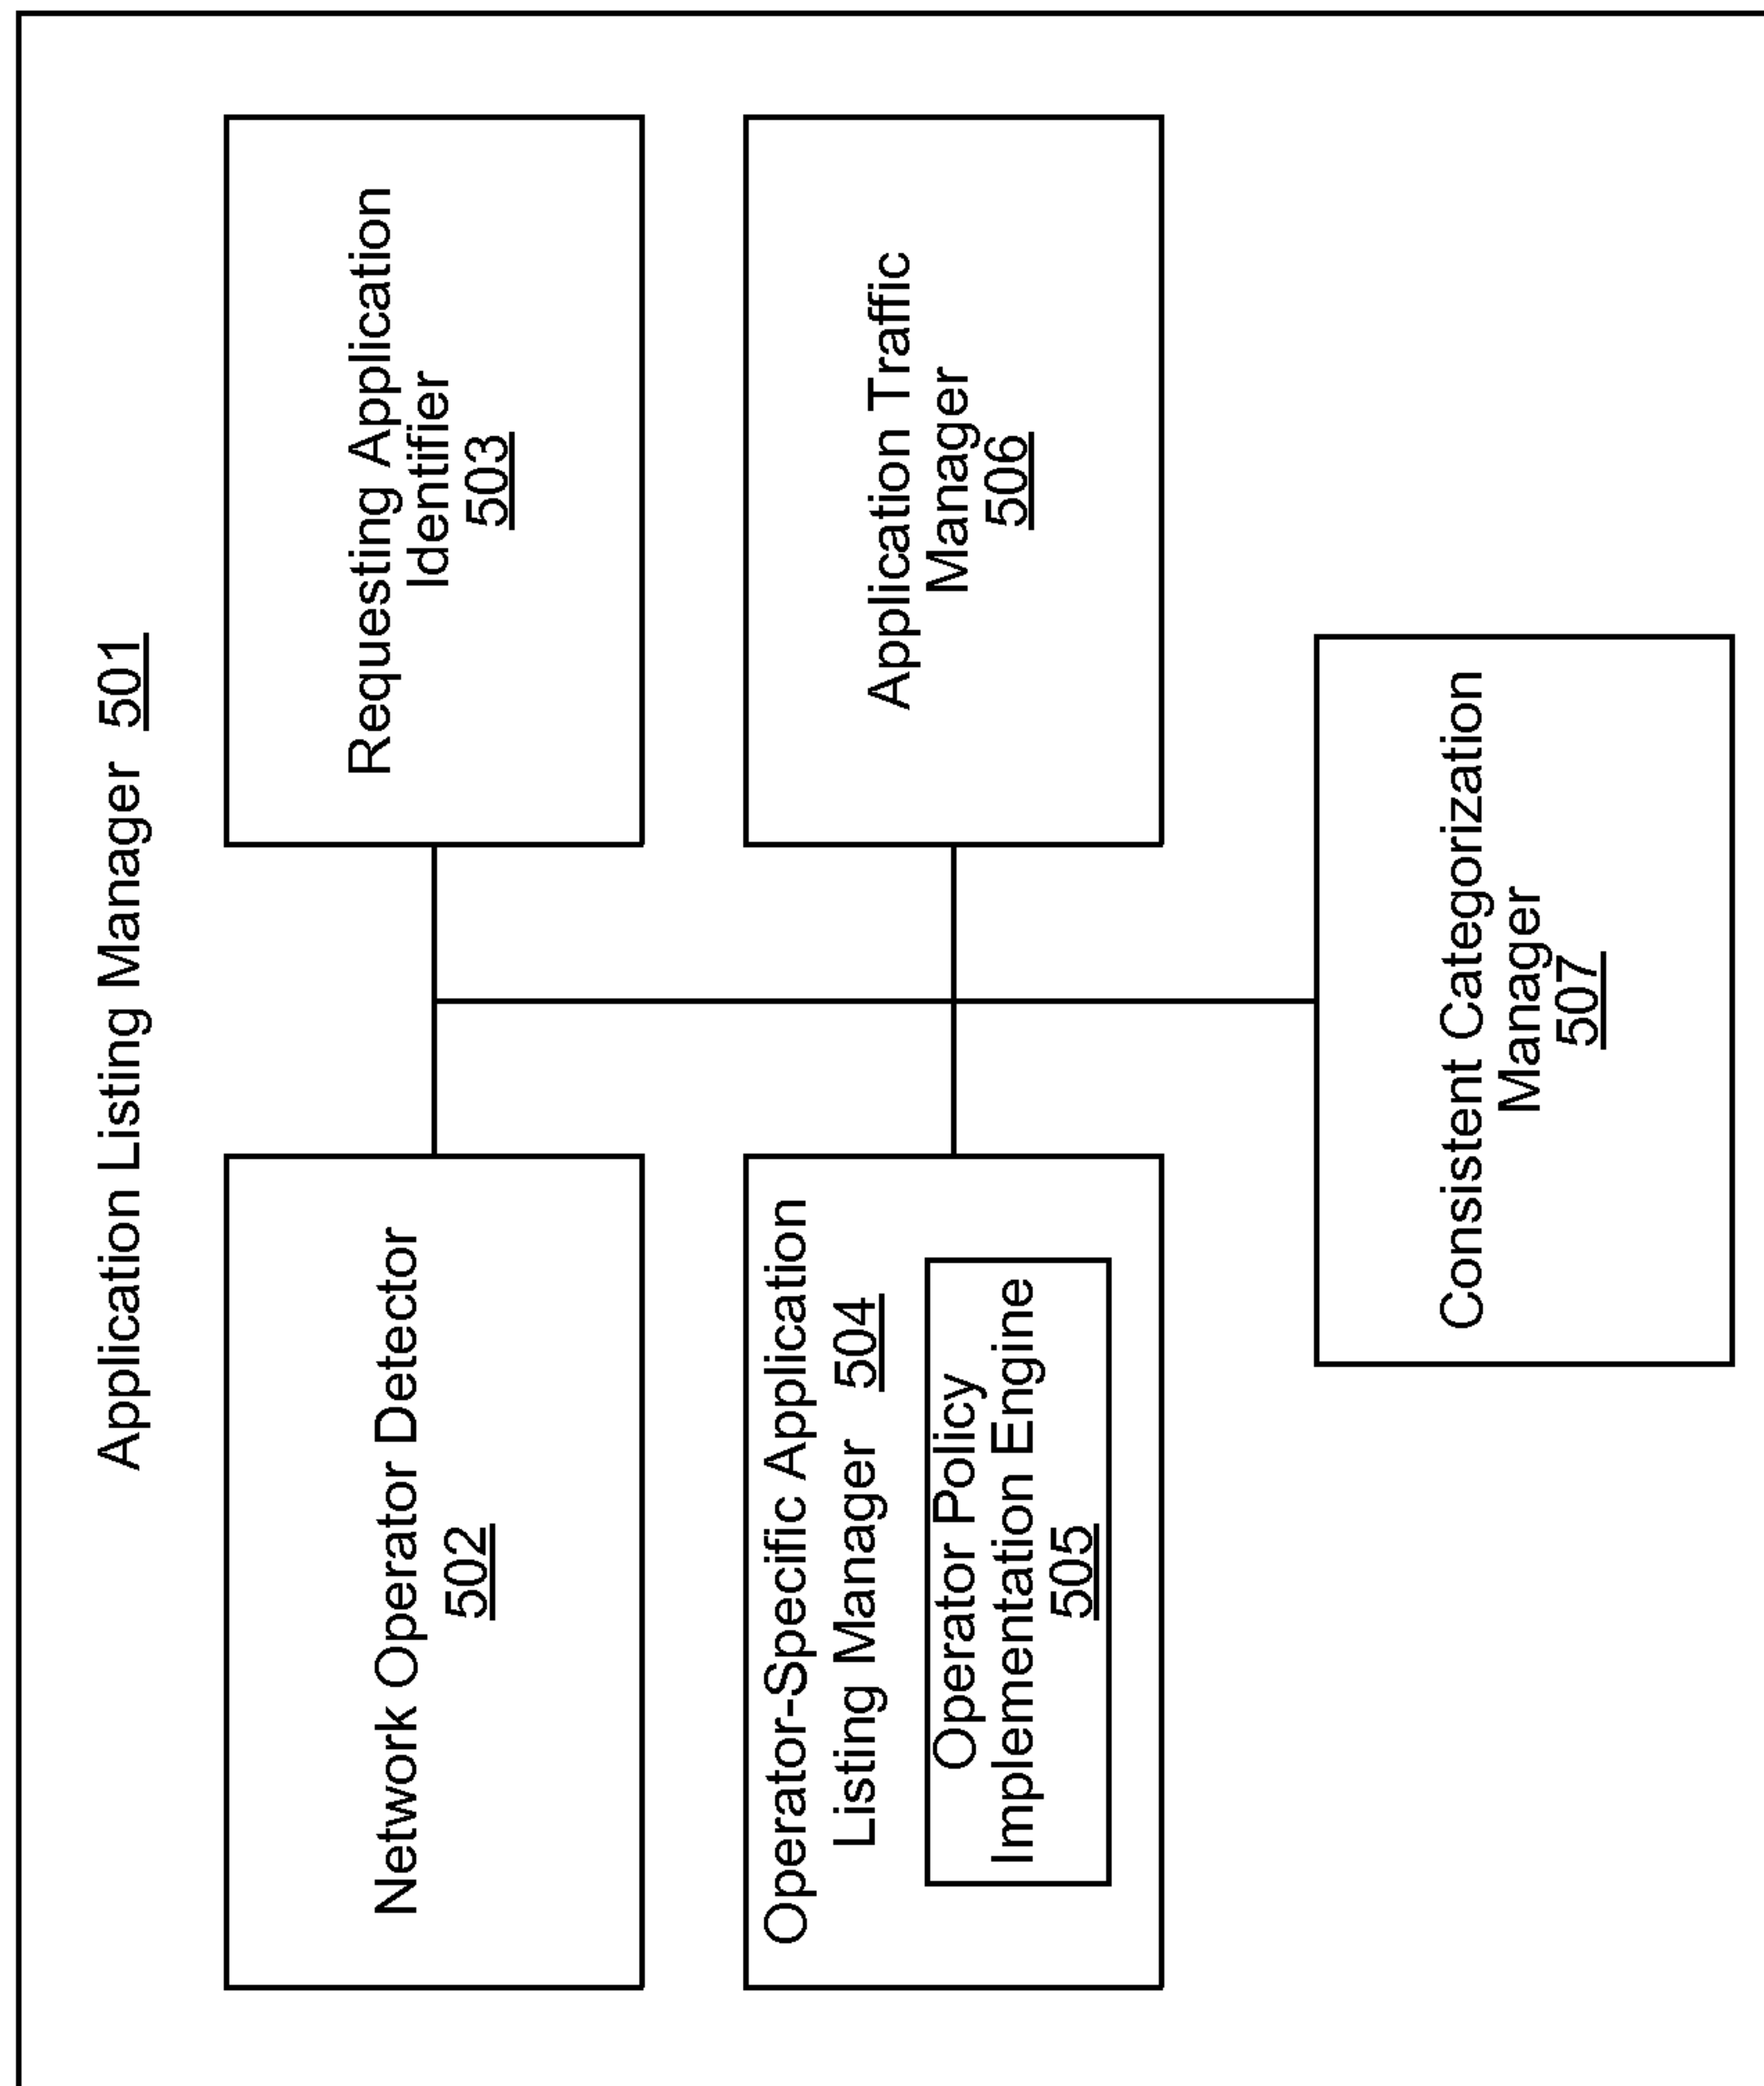 Application Listing Manager 501
Network Operator Detector
502
Requesting Application
Identifier
503
Operator-Specific Application
Listing Manager 504
Operator Policy
Implementation Engine
505
Application Traffic
Manager
506
Consistent Categorization
Manager
507